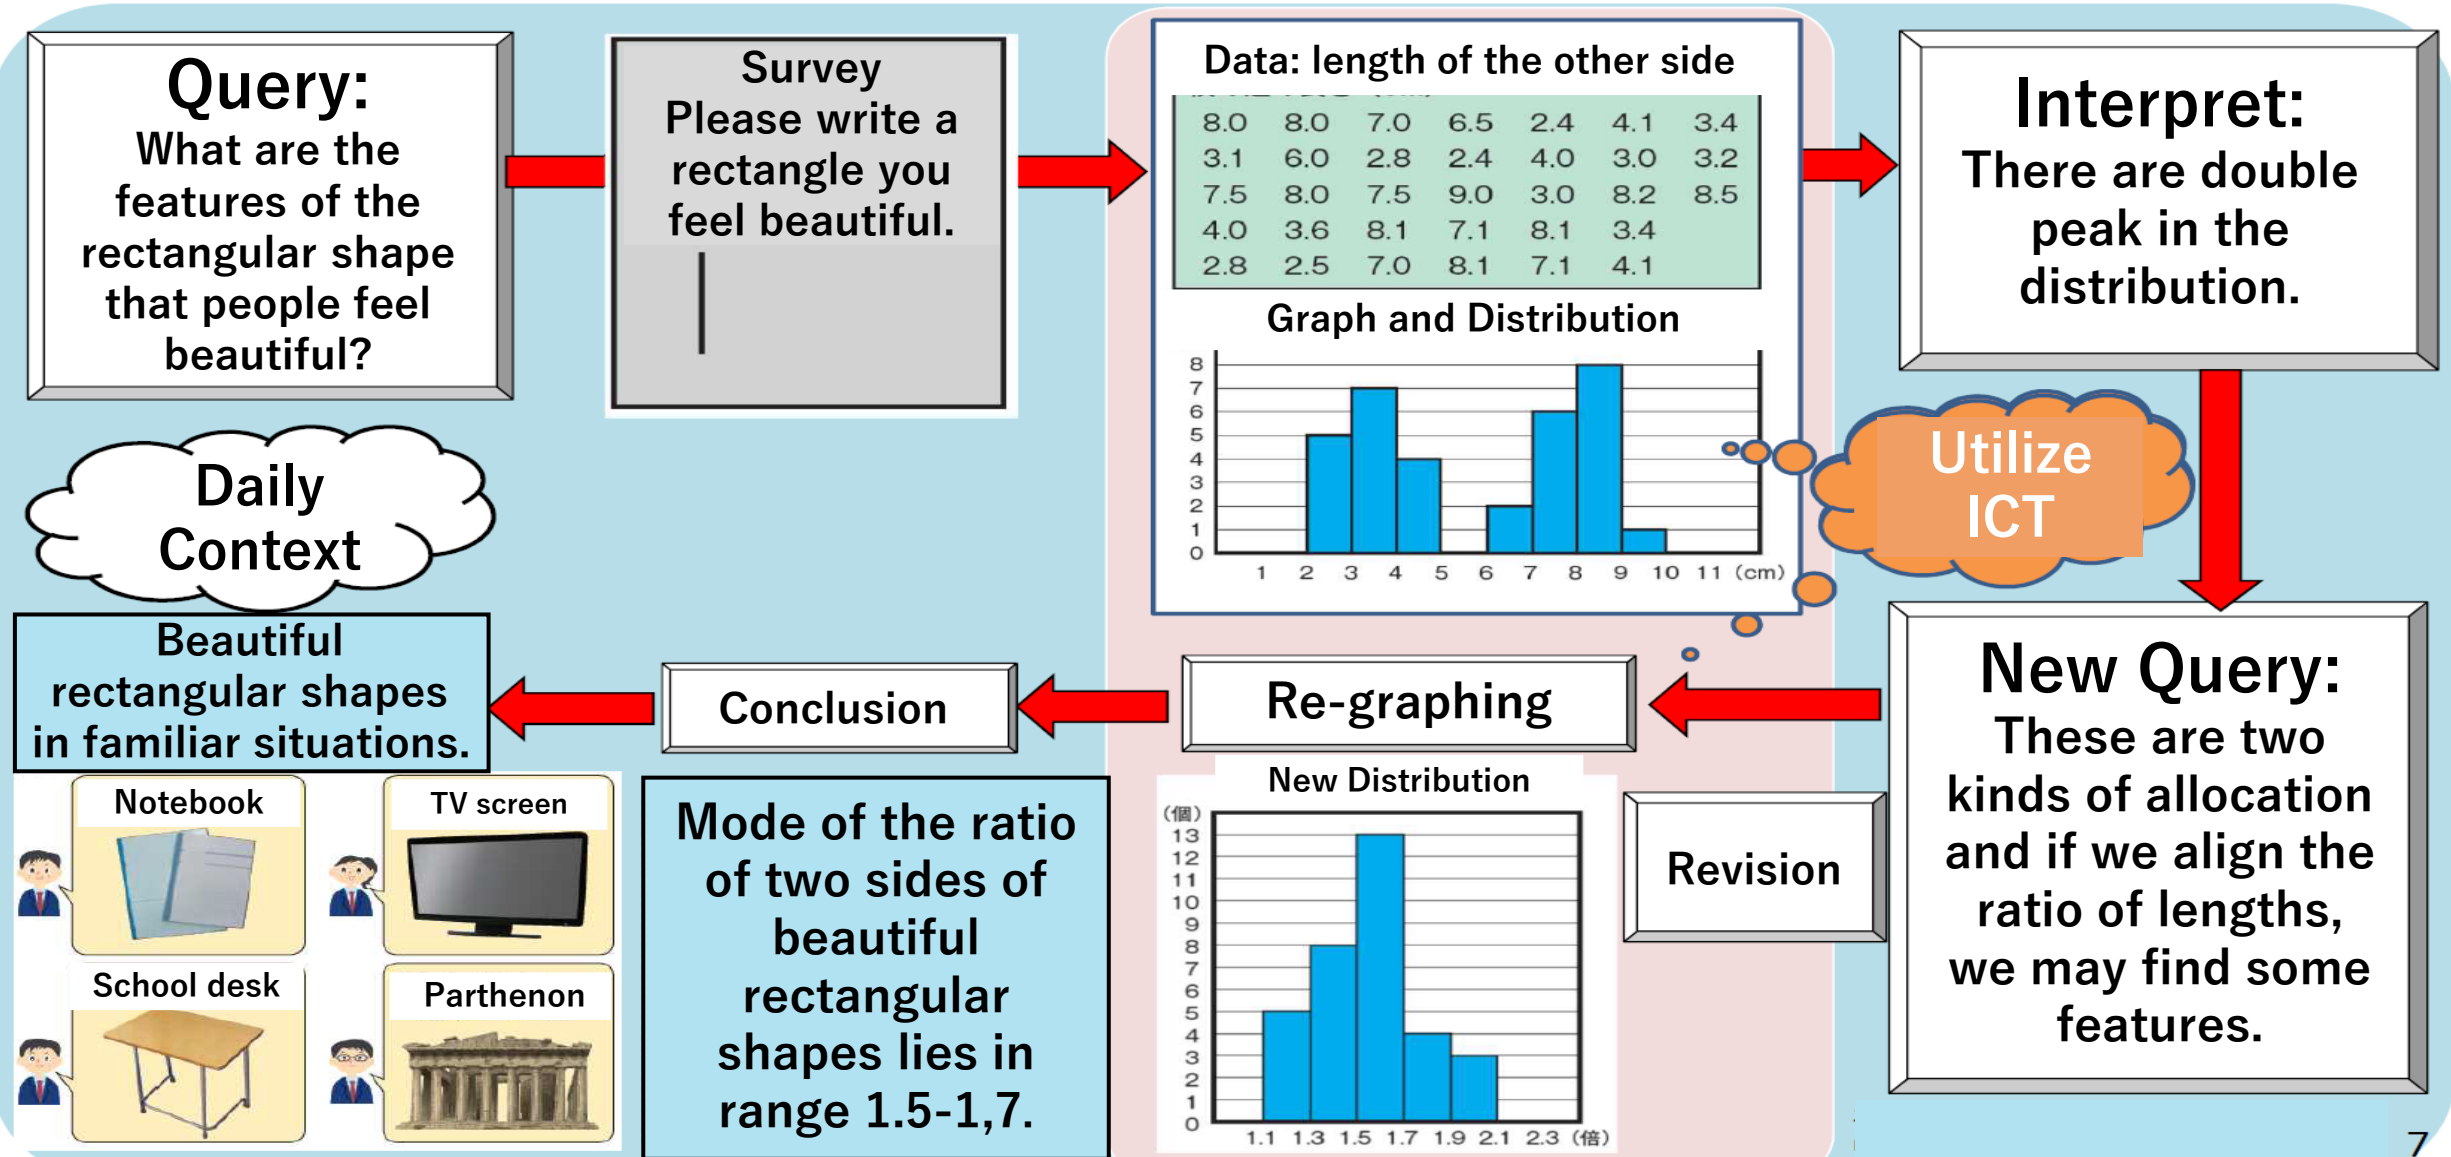 Query:
What are the
features of the
rectangular shape
that people feel
beautiful?
Survey
Please write a
rectangle you
feel beautiful.
Data: length of the other side
8.0 8.0 7.0 6.5 2.4 4.1 3.4
3.1 6.0 2.8 2.4 4.0 3.0 3.2
7.5 8.0 7.5 9.0 3.0 8.2 8.5
4.0 3.6 8.1 7.1 8.1 3.4
2.8 2.5 7.0 8.1 7.1 4.1
Graph and Distribution
8
7
6
5
4
3
2
1
0
1 2 3 4 5 6 7 8 9 10 11 (cm)
Interpret:
There are double
peak in the
distribution.
Utilize
ICT
New Query:
These are two
kinds of allocation
and if we align the
ratio of lengths,
we may find some
features.
Revision
Re-graphing
New Distribution
(個)
13
12
11
10
9
8
7
6
5
4
3
2
1
0
1.1 1.3 1.5 1.7 1.9 2.1 2.3 (倍)
Conclusion
Mode of the ratio
of two sides of
beautiful
rectangular
shapes lies in
range 1.5-1,7.
Daily
Context
Beautiful
rectangular shapes
in familiar situations.
Notebook
TV screen
School desk
Parthenon
7